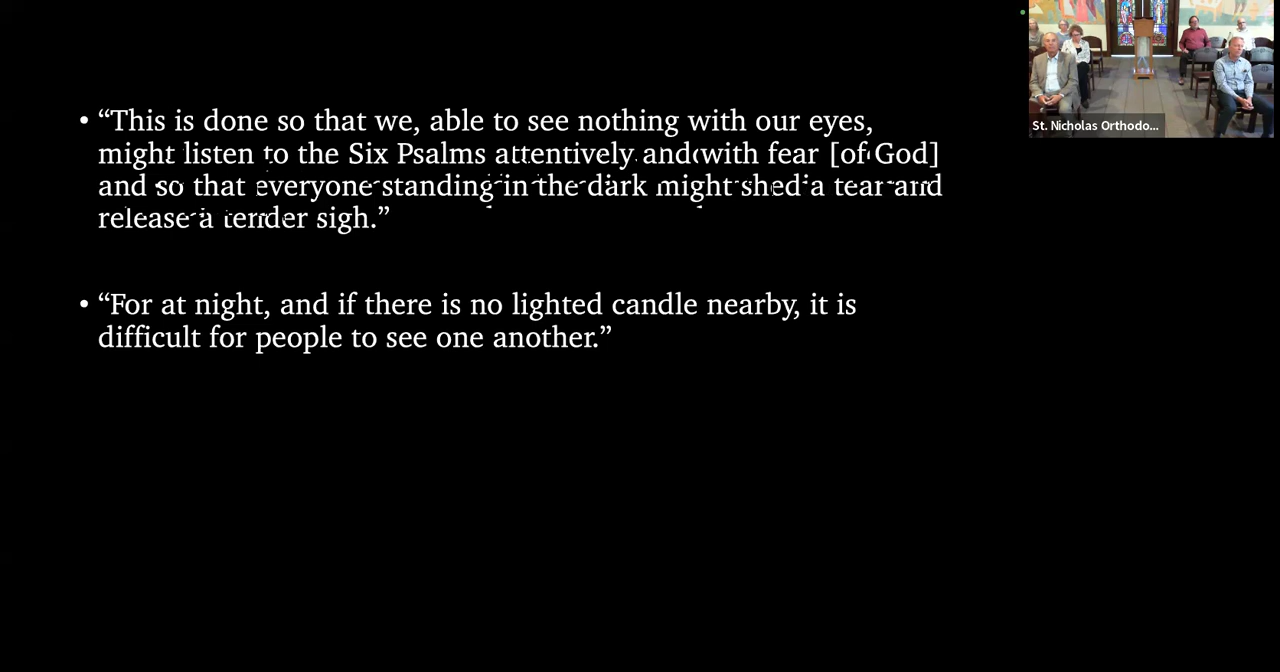 • “This is done so that we, able to see nothing with our eyes,
might listen to the Six Psalms attentively and with fear [of God]
and so that everyone standing in the dark might shed a tear and
release a tender sigh.”
• “For at night, and if there is no lighted candle nearby, it is
difficult for people to see one another.”
St. Nicholas Orthodo...